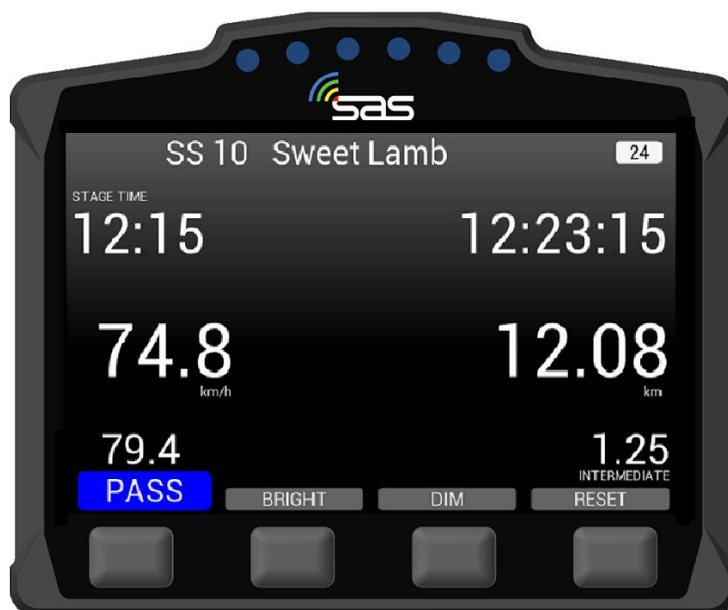 sas
SS 10 Sweet Lamb 24
STAGE TIME
12:15 12:23:15
74.8 12.08
km/h km
79.4 1.25
INTERMEDIATE
PASS BRIGHT DIM RESET